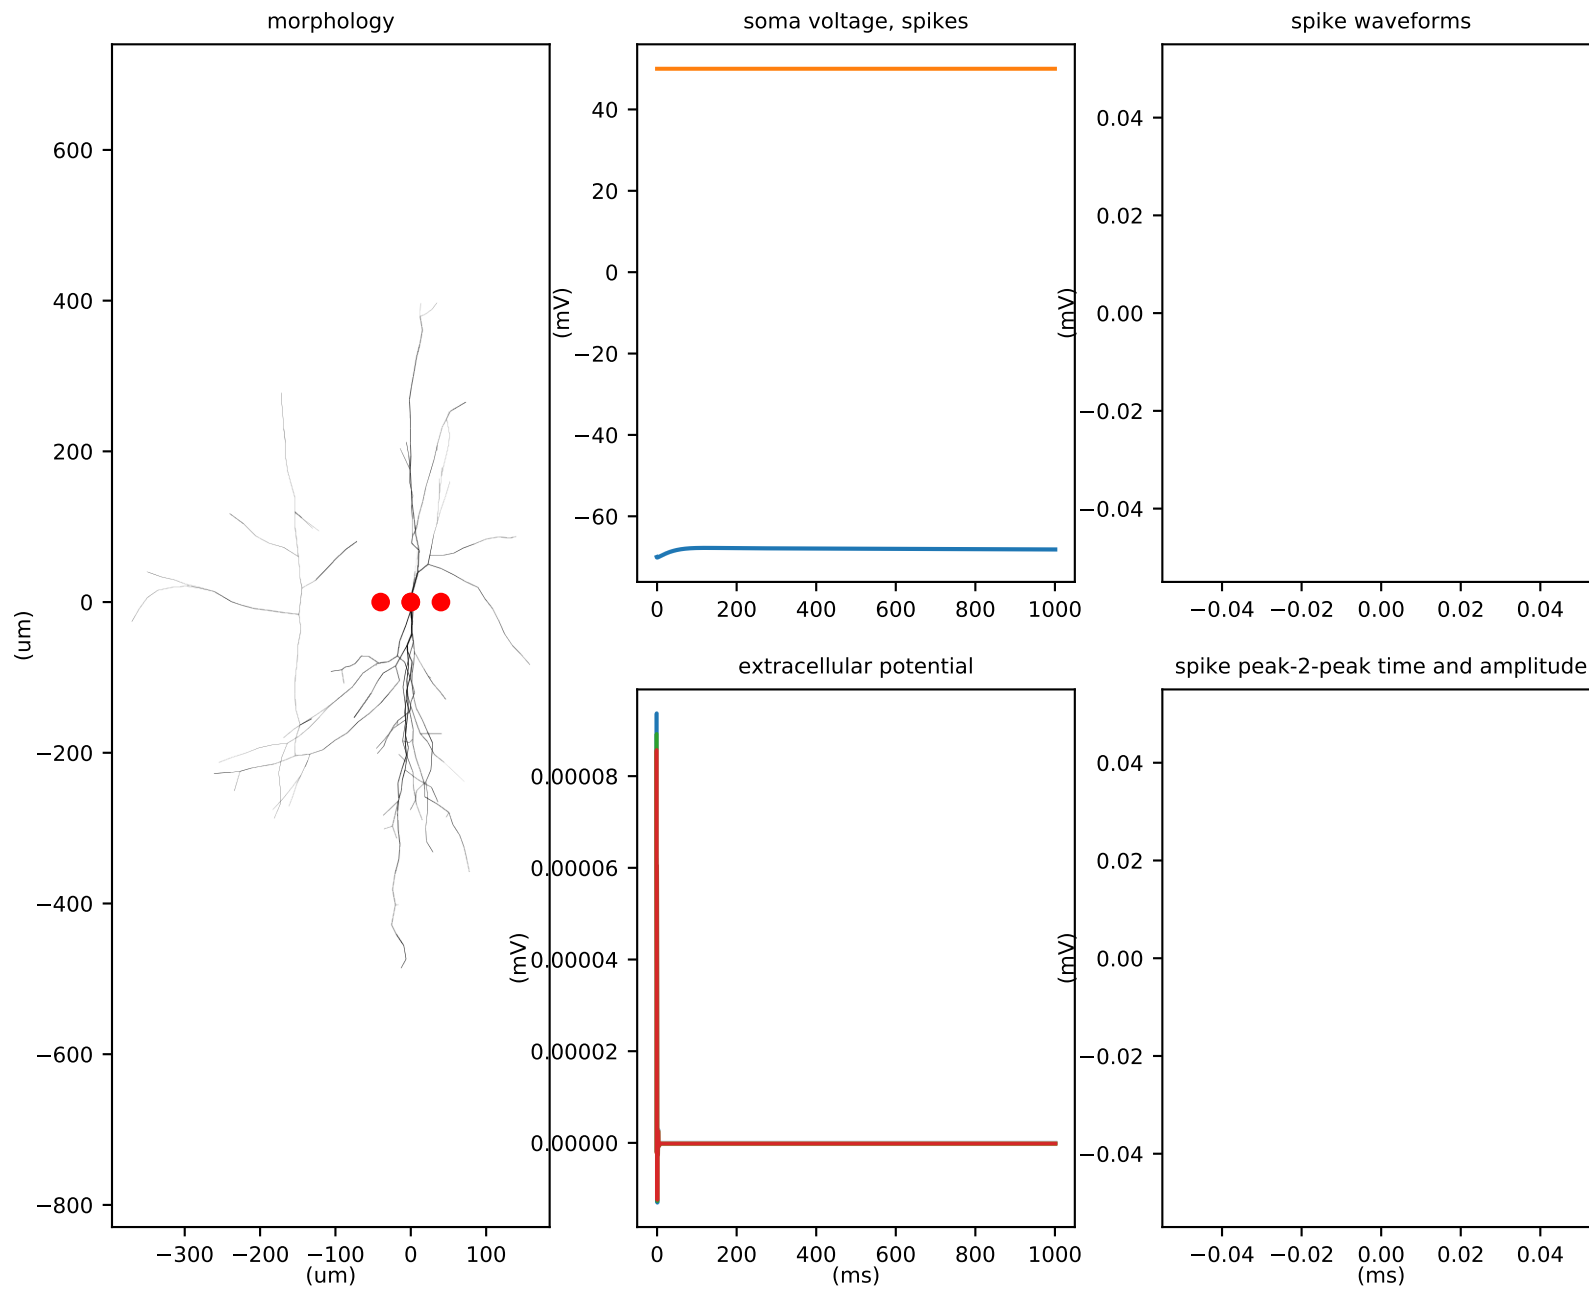 morphology
600
400
200
0
−200
−400
−600
−800
(um)
−300 −200 −100 0 100
(um)
soma voltage, spikes
40
20
0
−20
−40
−60
(mV)
0 200 400 600 800 1000
spike waveforms
0.04
0.02
0.00
−0.02
−0.04
(mV)
−0.04 −0.02 0.00 0.02 0.04
extracellular potential
0.00008
0.00006
0.00004
0.00002
0.00000
(mV)
0 200 400 600 800 1000
(ms)
spike peak-2-peak time and amplitude
0.04
0.02
0.00
−0.02
−0.04
(mV)
−0.04 −0.02 0.00 0.02 0.04
(ms)